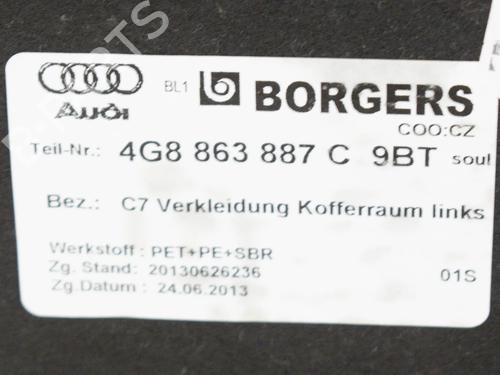 Audi
BL1 BORGERS
COO:CZ
Teil-Nr.: 4G8 863 887 C 9BT soul
Bez.: C7 Verkleidung Kofferraum links
Werkstoff : PET+PE+SBR
Zg. Stand: 20130626236 01S
Zg.Datum : 24.06.2013